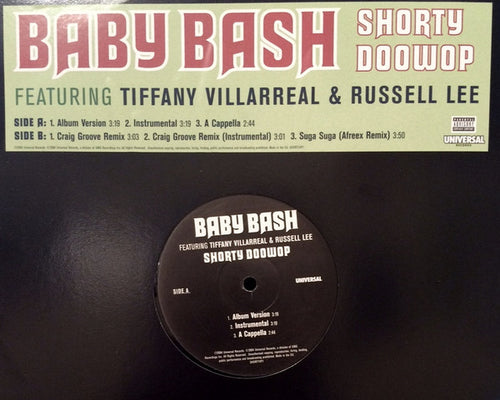 BABY BASH SHORTY
DOOWOP
FEATURING TIFFANY VILLARREAL & RUSSELL LEE
SIDE A: 1. Album Version 3:19 2. Instrumental 3:19 3. A Cappella 2:44
SIDE B: 1. Craig Groove Remix 3:03 2. Craig Groove Remix (Instrumental) 3:01 3. Suga Suga (Afreex Remix) 3:50
PARENTAL
ADVISORY
EXPLICIT CONTENT
UNIVERSAL
RECORDS
BABY BASH
FEATURING TIFFANY VILLARREAL & RUSSELL LEE
SHORTY DOOWOP
SIDE A.
UNIVERSAL
1. Album Version 3:19
2. Instrumental 3:19
3. A Cappella 2:44